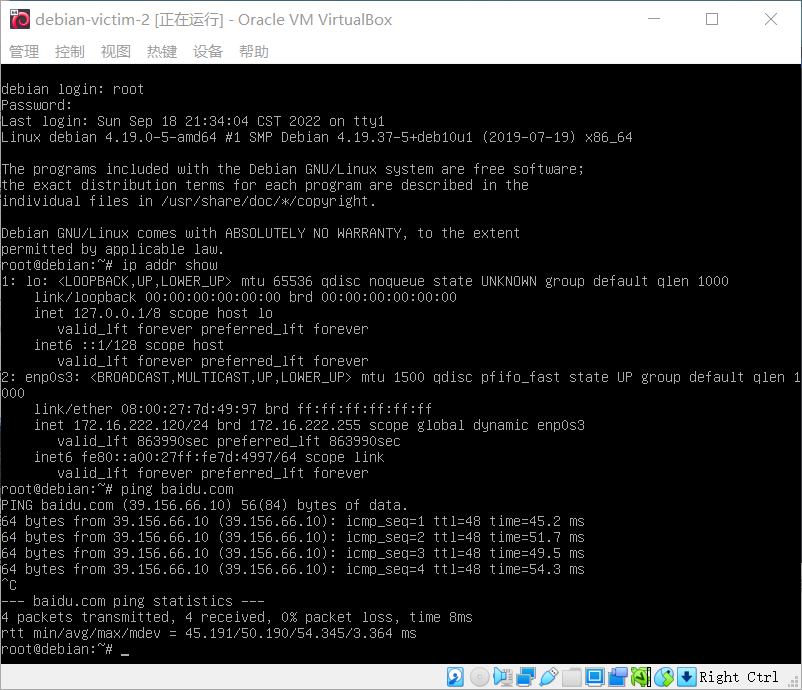 debian-victim-2 [正在运行] - Oracle VM VirtualBox
管理 控制 视图 热键 设备 帮助
debian login: root
Password:
Last login: Sun Sep 18 21:34:04 CST 2022 on tty1
Linux debian 4.19.0-5-amd64 #1 SMP Debian 4.19.37-5+deb10u1 (2019-07-19) x86_64
The programs included with the Debian GNU/Linux system are free software;
the exact distribution terms for each program are described in the
individual files in /usr/share/doc/*/copyright.
Debian GNU/Linux comes with ABSOLUTELY NO WARRANTY, to the extent
permitted by applicable law.
root@debian:~# ip addr show
1: lo: <LOOPBACK,UP,LOWER_UP> mtu 65536 qdisc noqueue state UNKNOWN group default qlen 1000
    link/loopback 00:00:00:00:00:00 brd 00:00:00:00:00:00
    inet 127.0.0.1/8 scope host lo
       valid_lft forever preferred_lft forever
    inet6 ::1/128 scope host
       valid_lft forever preferred_lft forever
2: enp0s3: <BROADCAST,MULTICAST,UP,LOWER_UP> mtu 1500 qdisc pfifo_fast state UP group default qlen 1
000
    link/ether 08:00:27:7d:49:97 brd ff:ff:ff:ff:ff:ff
    inet 172.16.222.120/24 brd 172.16.222.255 scope global dynamic enp0s3
       valid_lft 863990sec preferred_lft 863990sec
    inet6 fe80::a00:27ff:fe7d:4997/64 scope link
       valid_lft forever preferred_lft forever
root@debian:~# ping baidu.com
PING baidu.com (39.156.66.10) 56(84) bytes of data.
64 bytes from 39.156.66.10 (39.156.66.10): icmp_seq=1 ttl=48 time=45.2 ms
64 bytes from 39.156.66.10 (39.156.66.10): icmp_seq=2 ttl=48 time=51.7 ms
64 bytes from 39.156.66.10 (39.156.66.10): icmp_seq=3 ttl=48 time=49.5 ms
64 bytes from 39.156.66.10 (39.156.66.10): icmp_seq=4 ttl=48 time=54.3 ms
^C
--- baidu.com ping statistics ---
4 packets transmitted, 4 received, 0% packet loss, time 8ms
rtt min/avg/max/mdev = 45.191/50.190/54.345/3.364 ms
root@debian:~# _
Right Ctrl